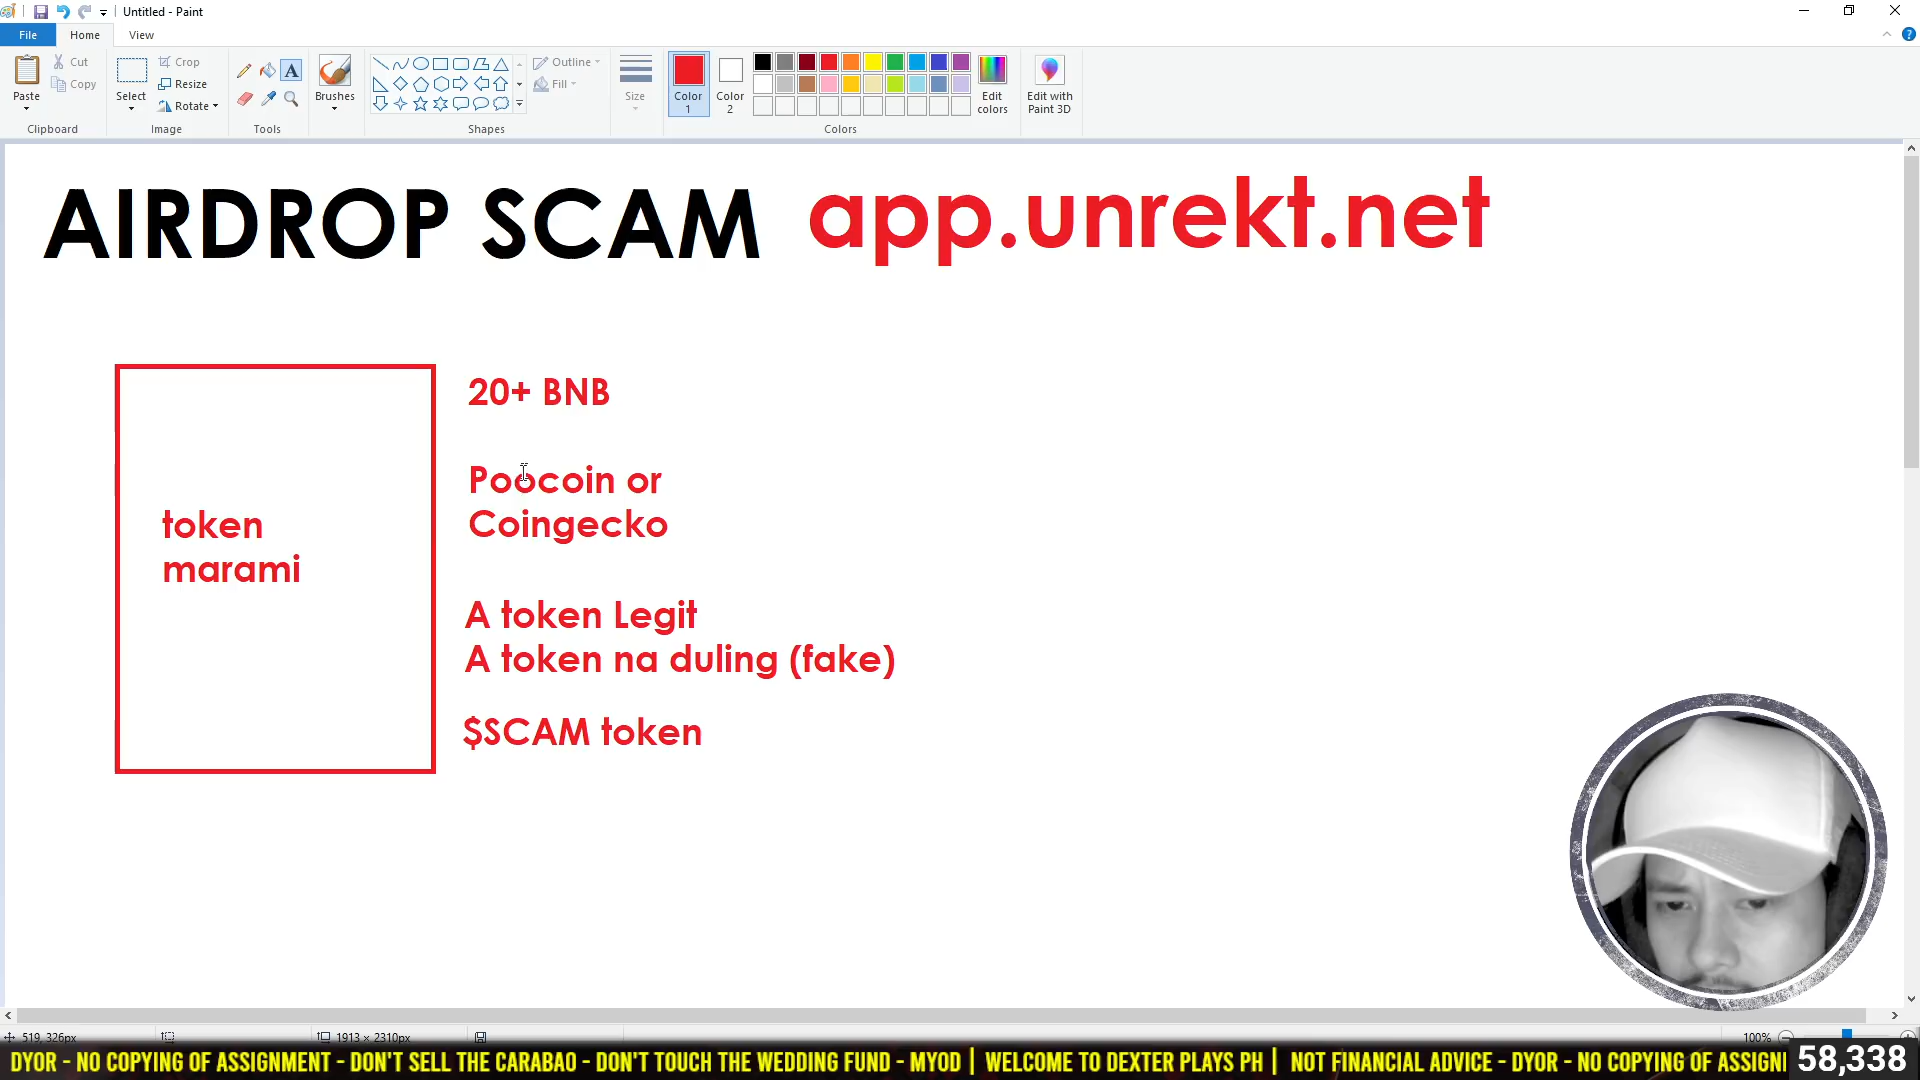 Untitled - Paint
File
Home
View
Paste
Cut
Copy
Clipboard
Select
Crop
Resize
Rotate
Image
Tools
Brushes
Shapes
Outline
Fill
Size
Color 1
Color 2
Edit colors
Edit with Paint 3D
Colors
AIRDROP SCAM app.unrekt.net
20+ BNB
Poocoin or
Coingecko
token
marami
A token Legit
A token na duling (fake)
$SCAM token
519, 326px
1913 × 2310px
100%
DYOR - NO COPYING OF ASSIGNMENT - DON'T SELL THE CARABAO - DON'T TOUCH THE WEDDING FUND - MYOD | WELCOME TO DEXTER PLAYS PH | NOT FINANCIAL ADVICE - DYOR - NO COPYING OF ASSIGNI
58,338